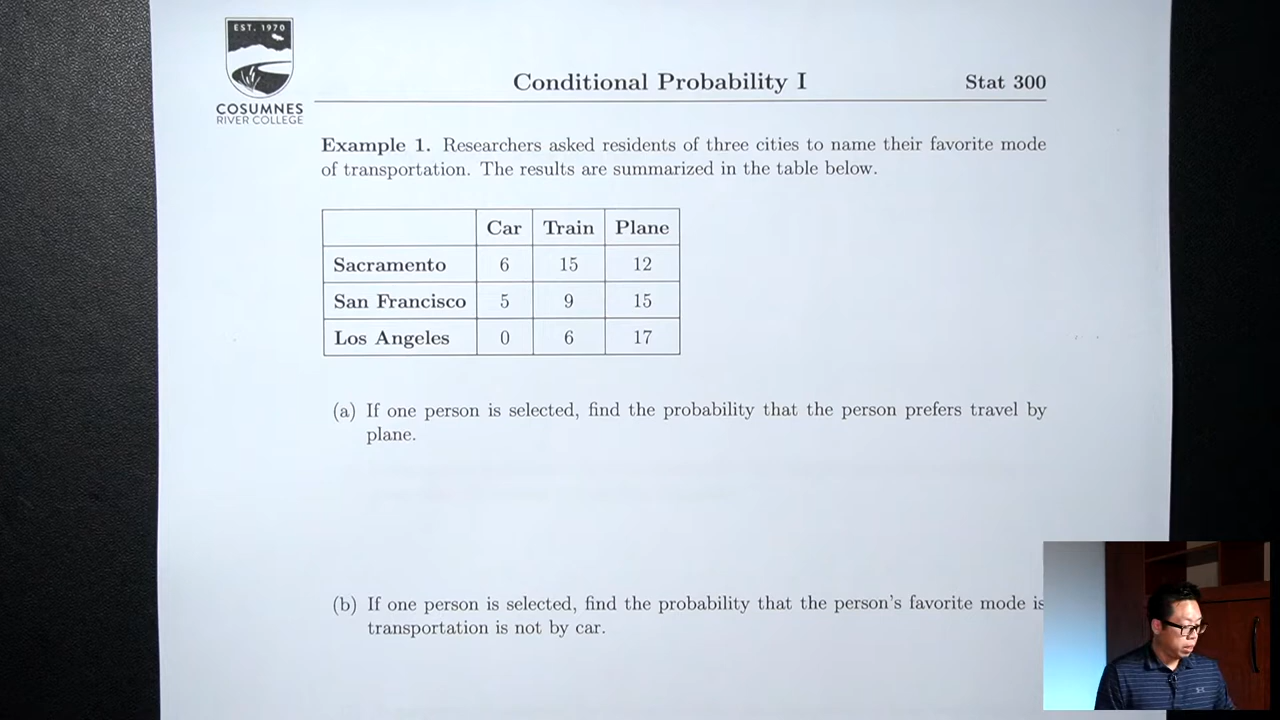 EST. 1970
COSUMNES
RIVER COLLEGE
Conditional Probability I Stat 300
Example 1. Researchers asked residents of three cities to name their favorite mode
of transportation. The results are summarized in the table below.
Car Train Plane
Sacramento 6 15 12
San Francisco 5 9 15
Los Angeles 0 6 17
(a) If one person is selected, find the probability that the person prefers travel by
plane.
(b) If one person is selected, find the probability that the person's favorite mode is
transportation is not by car.